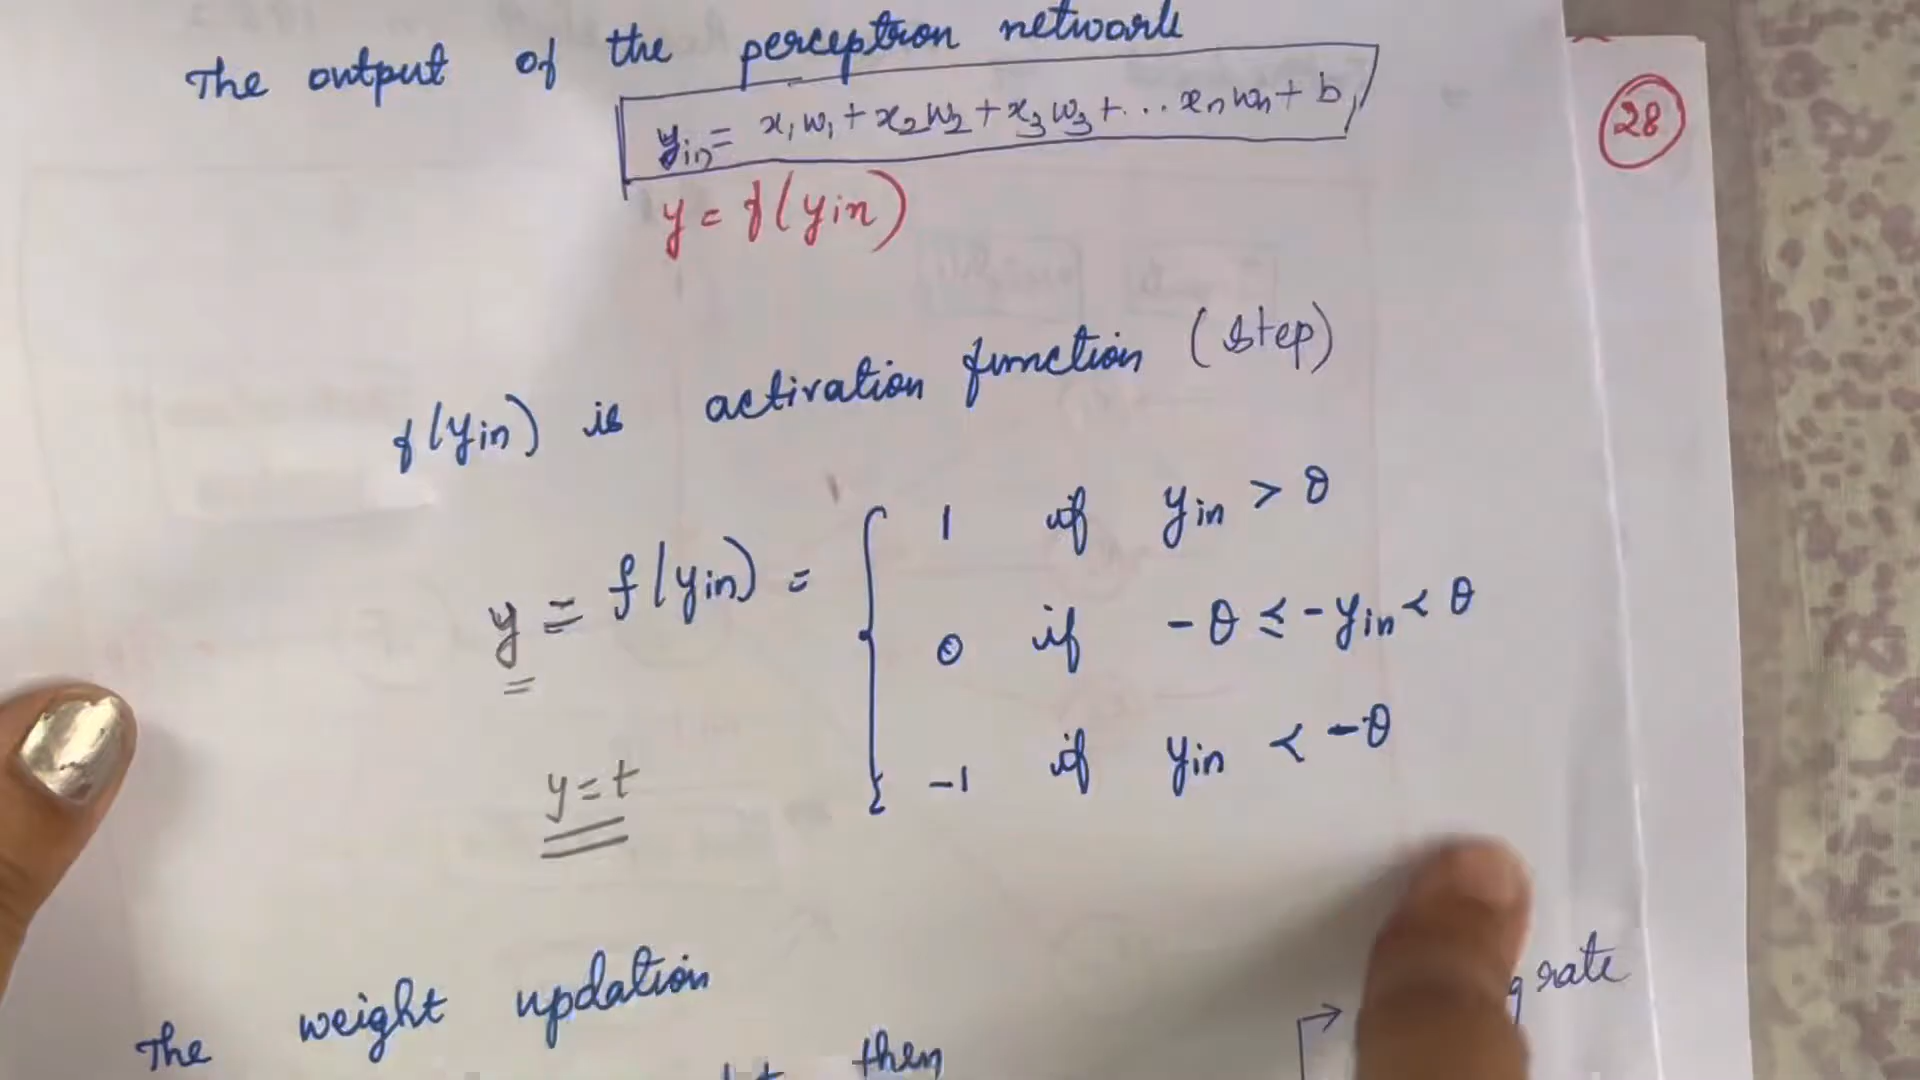 The output of the perceptron network
yin = x1w1 + x2w2 + x3w3 + ... xnwn + b
28
y = f(yin)
f(yin) is activation function (step)
y = f(yin) = { 1 if yin > θ
0 if -θ ≤ -yin < θ
-1 if yin < -θ
y = t
The weight updation
rate
then